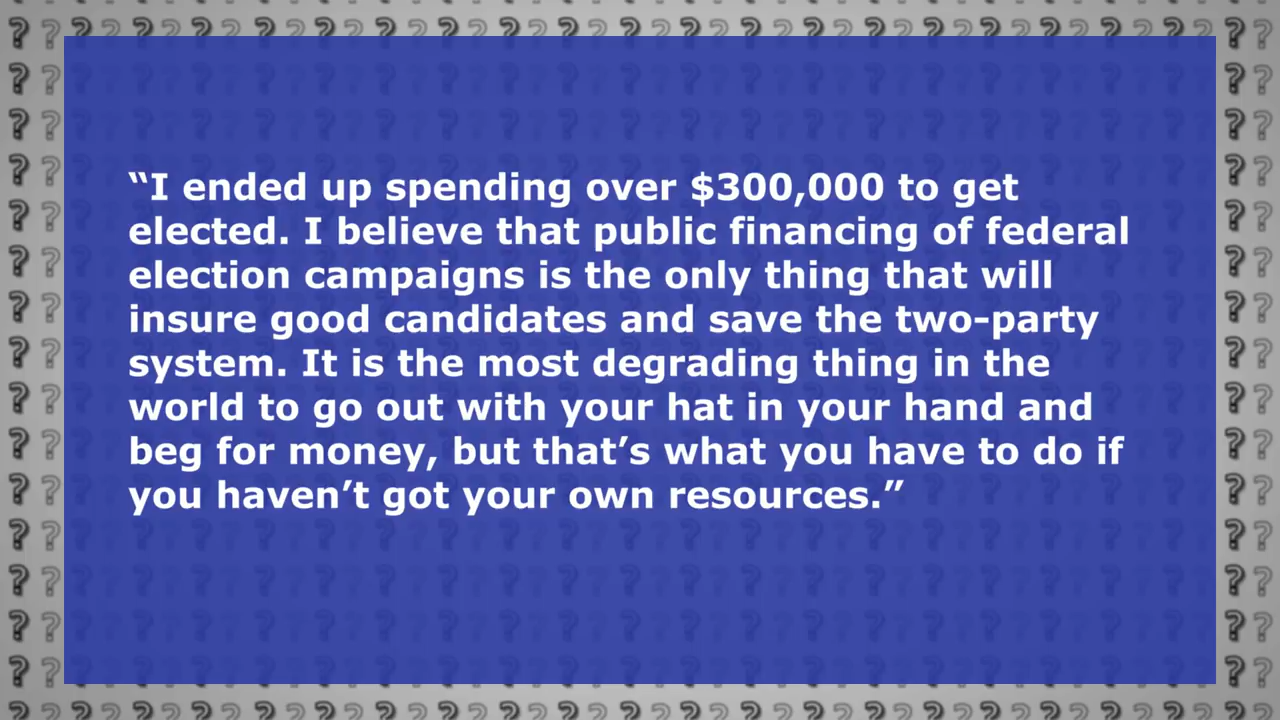 “I ended up spending over $300,000 to get
elected. I believe that public financing of federal
election campaigns is the only thing that will
insure good candidates and save the two-party
system. It is the most degrading thing in the
world to go out with your hat in your hand and
beg for money, but that’s what you have to do if
you haven’t got your own resources.”